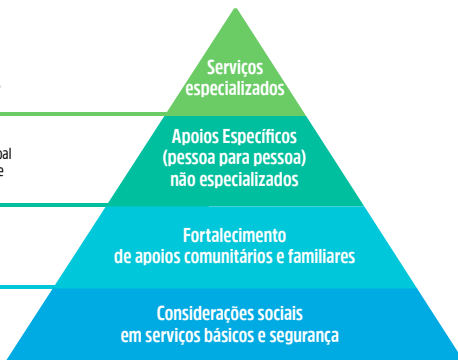 Serviços
especializados
Apoios Específicos
(pessoa para pessoa)
não especializados
Fortalecimento
de apoios comunitários e familiares
Considerações sociais
em serviços básicos e segurança